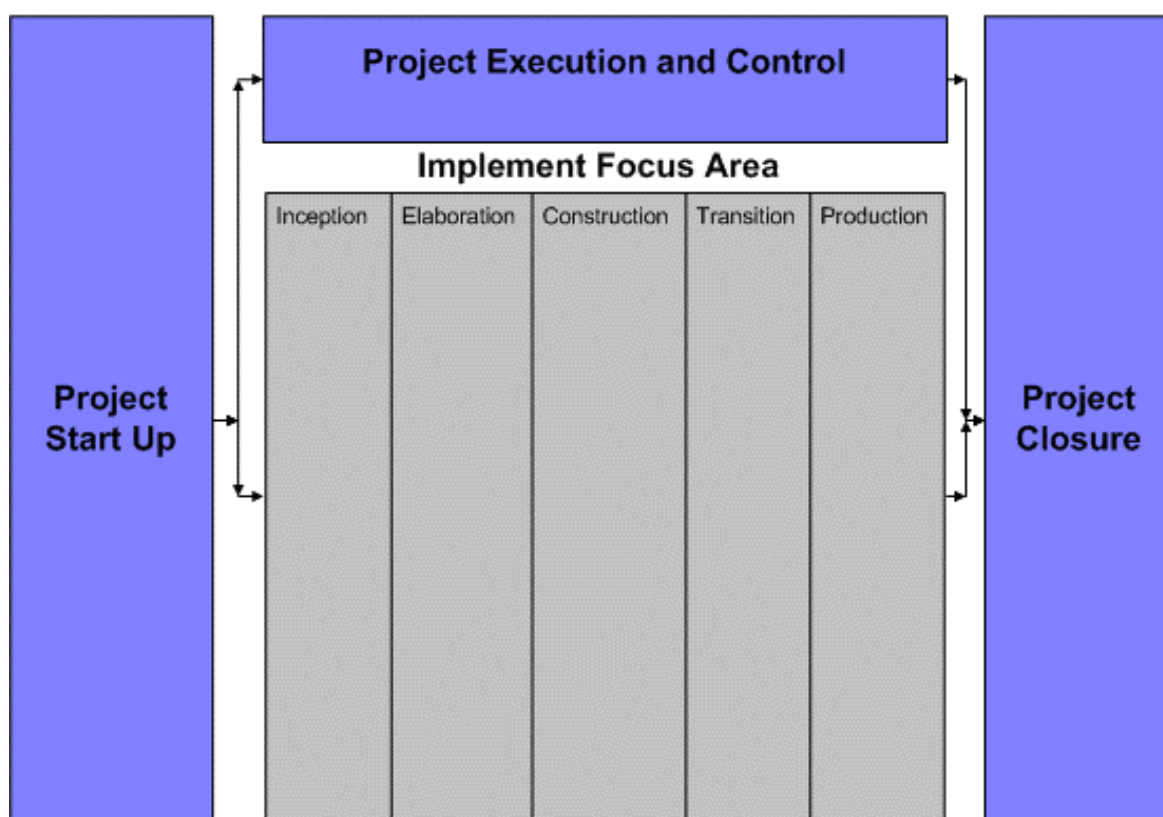 Project Execution and Control
Implement Focus Area
Inception
Elaboration
Construction
Transition
Production
Project
Start Up
Project
Closure